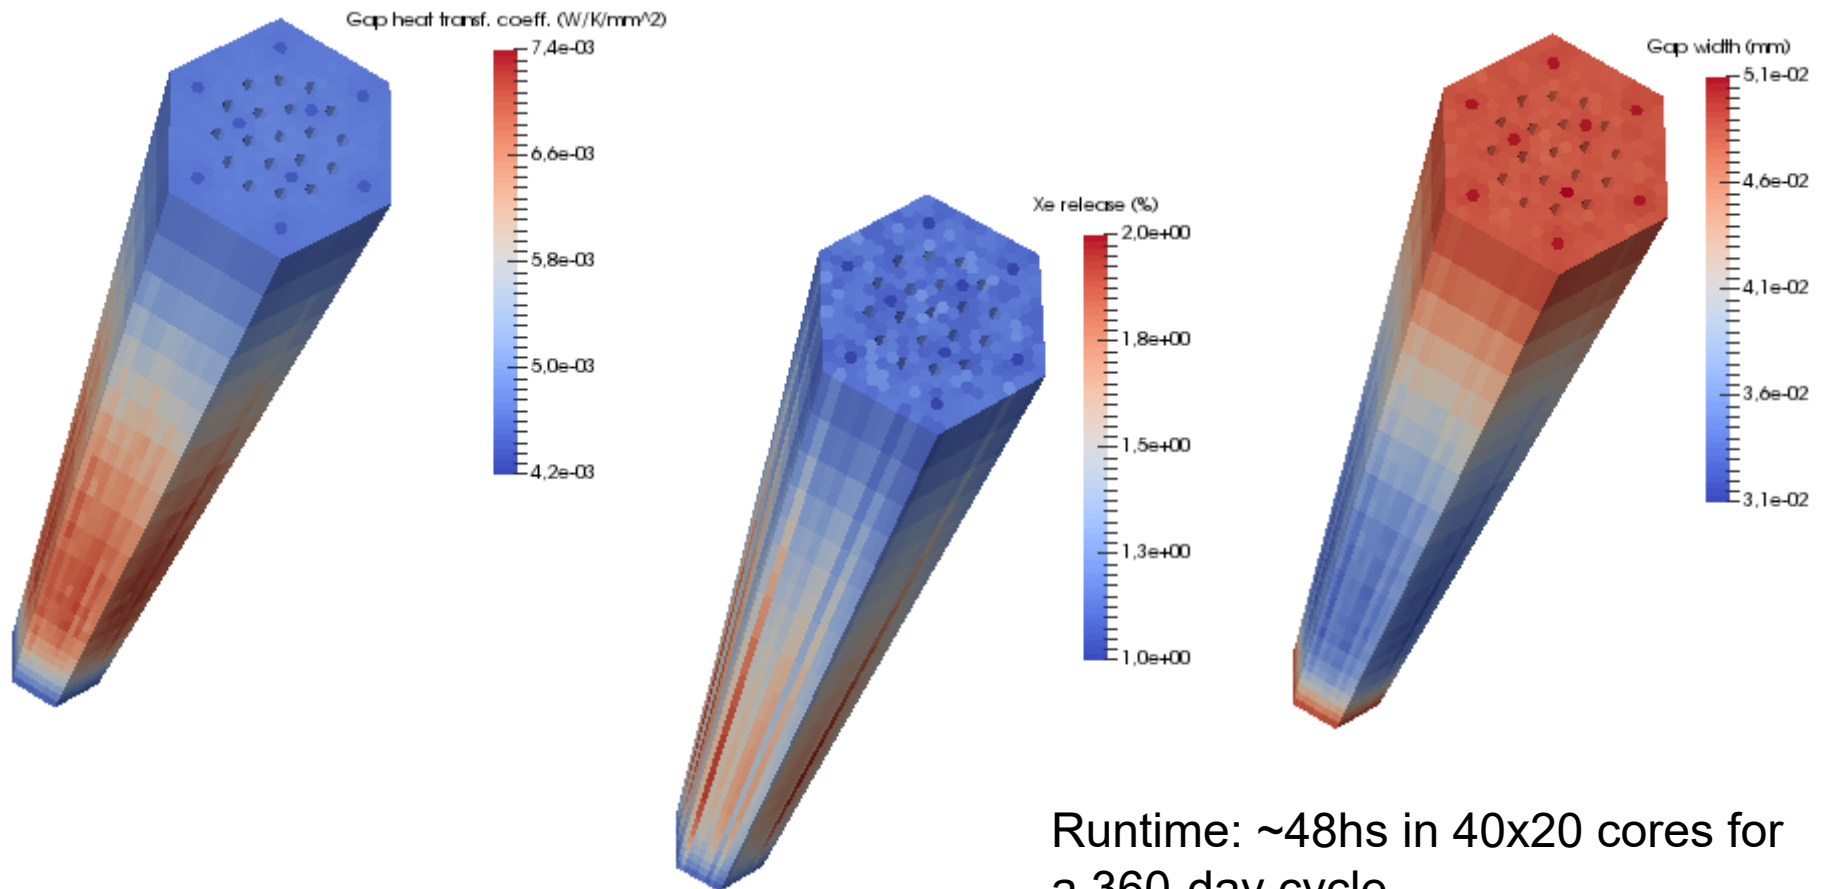 Gap heat transf. coeff. (W/K/mm^2)
7,4e-03
6,6e-03
5,8e-03
5,0e-03
4,2e-03
Xe release (%)
2,0e+00
1,8e+00
1,5e+00
1,3e+00
1,0e+00
Gap width (mm)
5,1e-02
4,6e-02
4,1e-02
3,6e-02
3,1e-02
Runtime: ~48hs in 40x20 cores for
a 360-day cycle